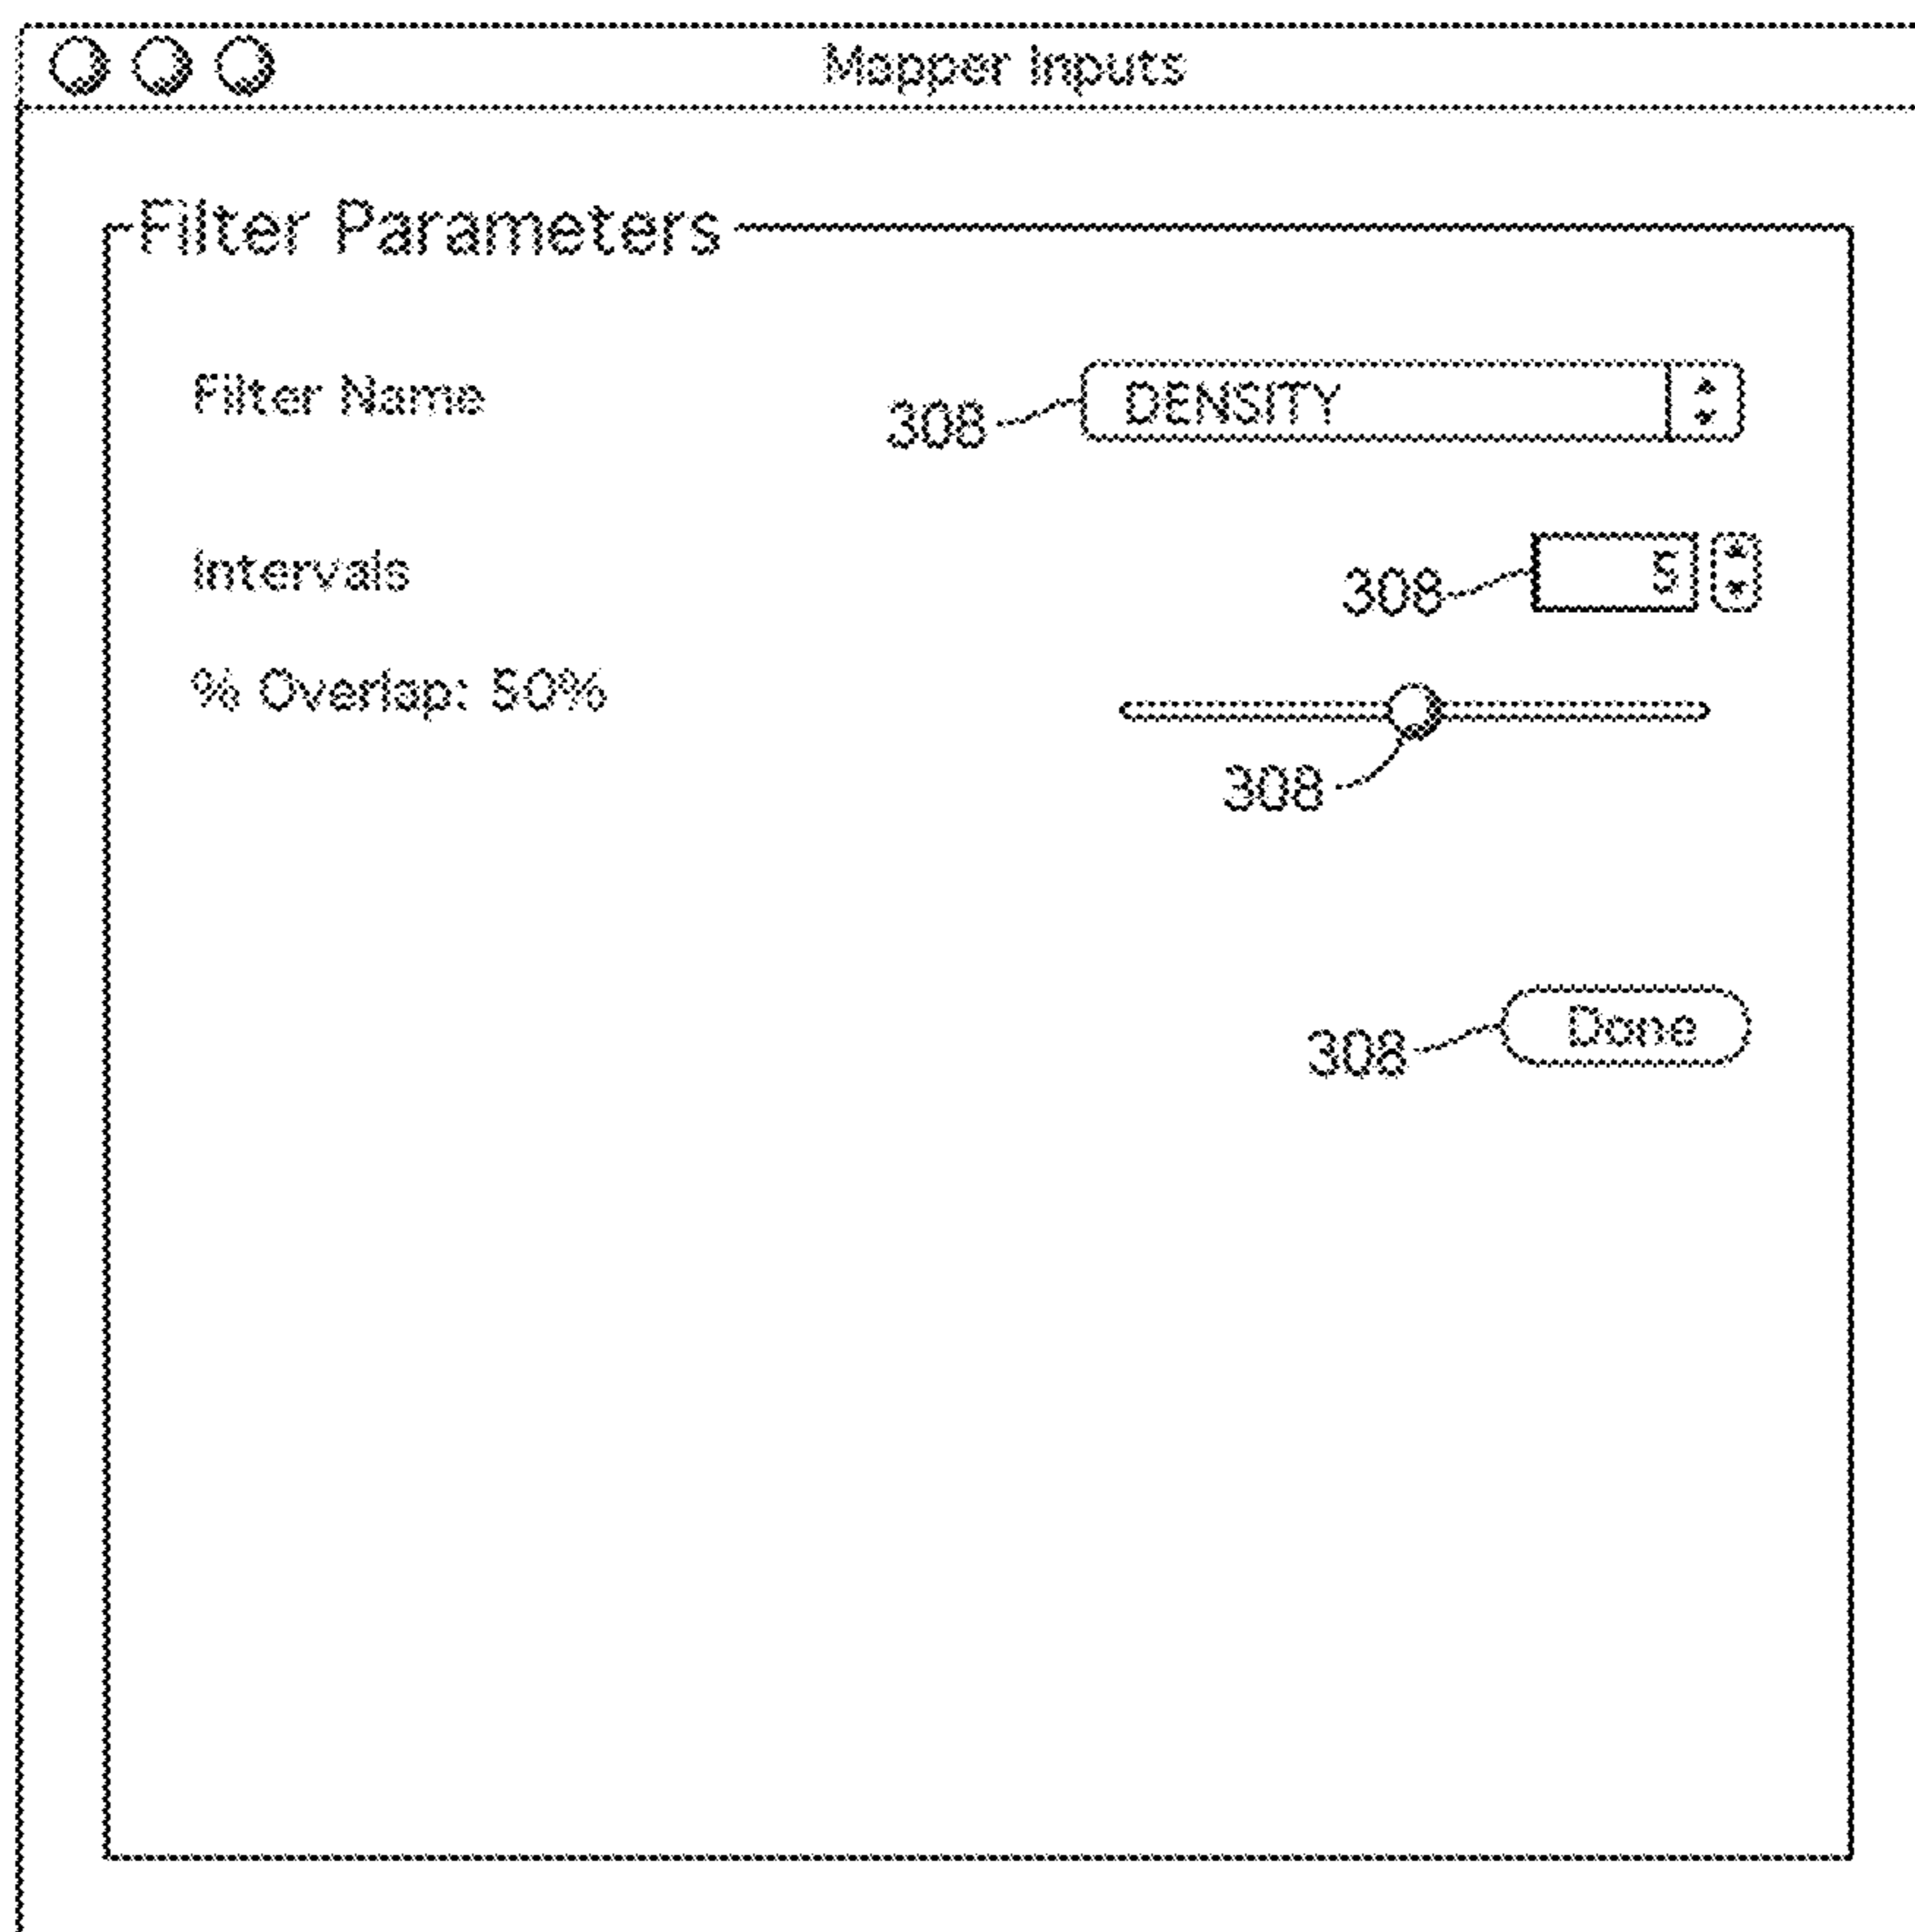 Mapper Inputs
Filter Parameters
Filter Name
308
DENSITY
Intervals
308
5
% Overlap: 50%
308
308
Done